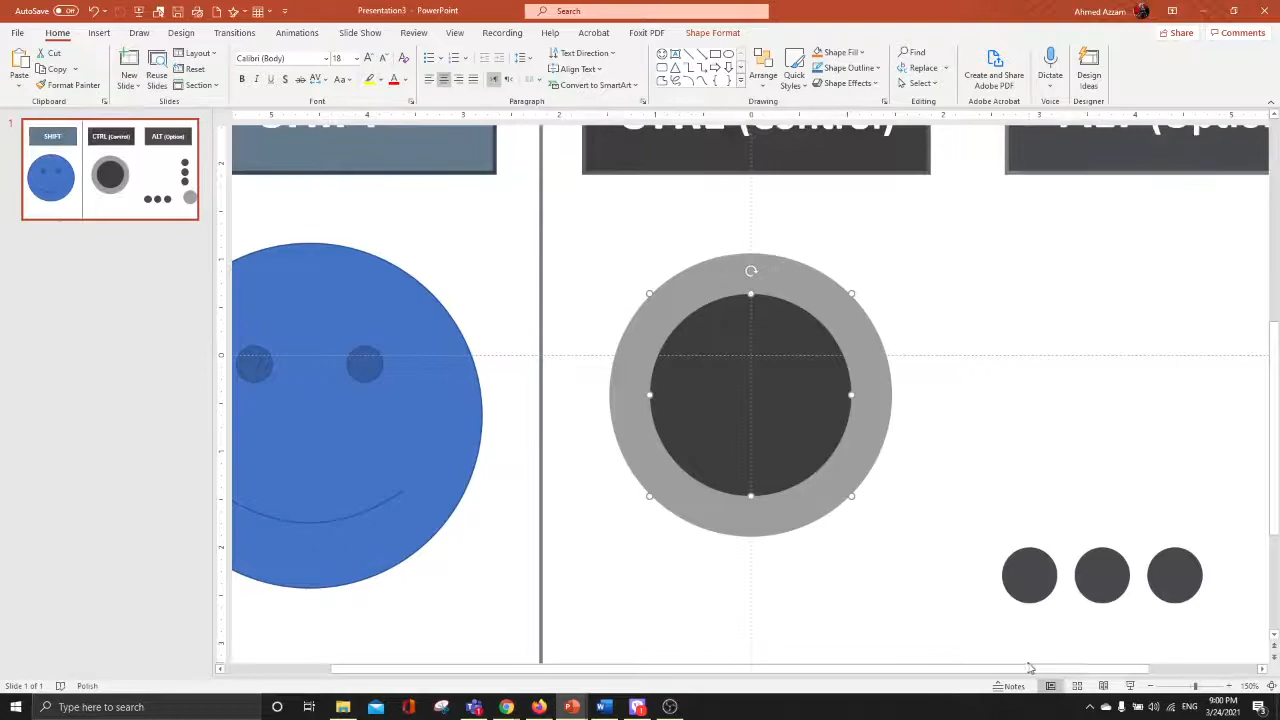 AutoSave Off Presentation3 - PowerPoint Search Ahmed Azzam
File Home Insert Draw Design Transitions Animations Slide Show Review View Recording Help Acrobat Foxit PDF Shape Format Share Comments
Paste Cut Copy Format Painter
Clipboard
New Slide Reuse Slides Layout Reset Section
Slides
Calibri (Body) 18
Font
Text Direction Align Text Convert to SmartArt
Paragraph
Arrange Quick Styles Shape Fill Shape Outline Shape Effects
Drawing
Find Replace Select
Editing
Create and Share Adobe PDF
Adobe Acrobat
Dictate
Voice
Design Ideas
Designer
1
SHIFT CTRL (Control) ALT (Option)
Slide 1 of 1 Polish Notes 150%
Type here to search 9:00 PM
3/24/2021